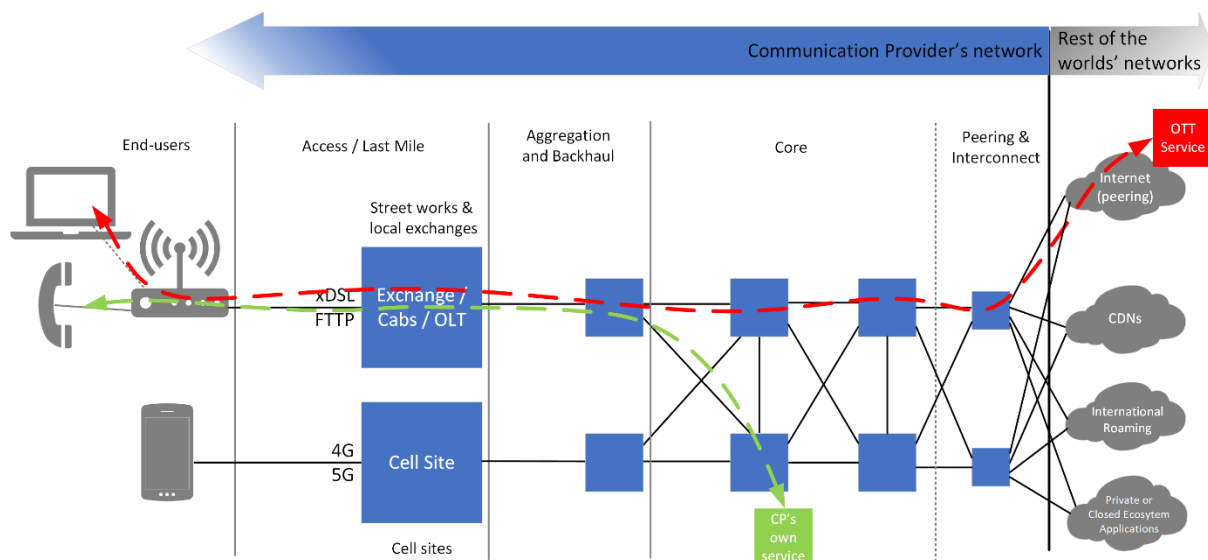 Communication Provider's network
Rest of the
worlds' networks
End-users
Access / Last Mile
Aggregation
and Backhaul
Core
Peering &
Interconnect
OTT
Service
Internet
(peering)
Street works &
local exchanges
xDSL
FTTP
Exchange /
Cabs / OLT
CDNs
International
Roaming
4G
5G
Cell Site
Private or
Closed Ecosytem
Applications
CP's
own
service
Cell sites